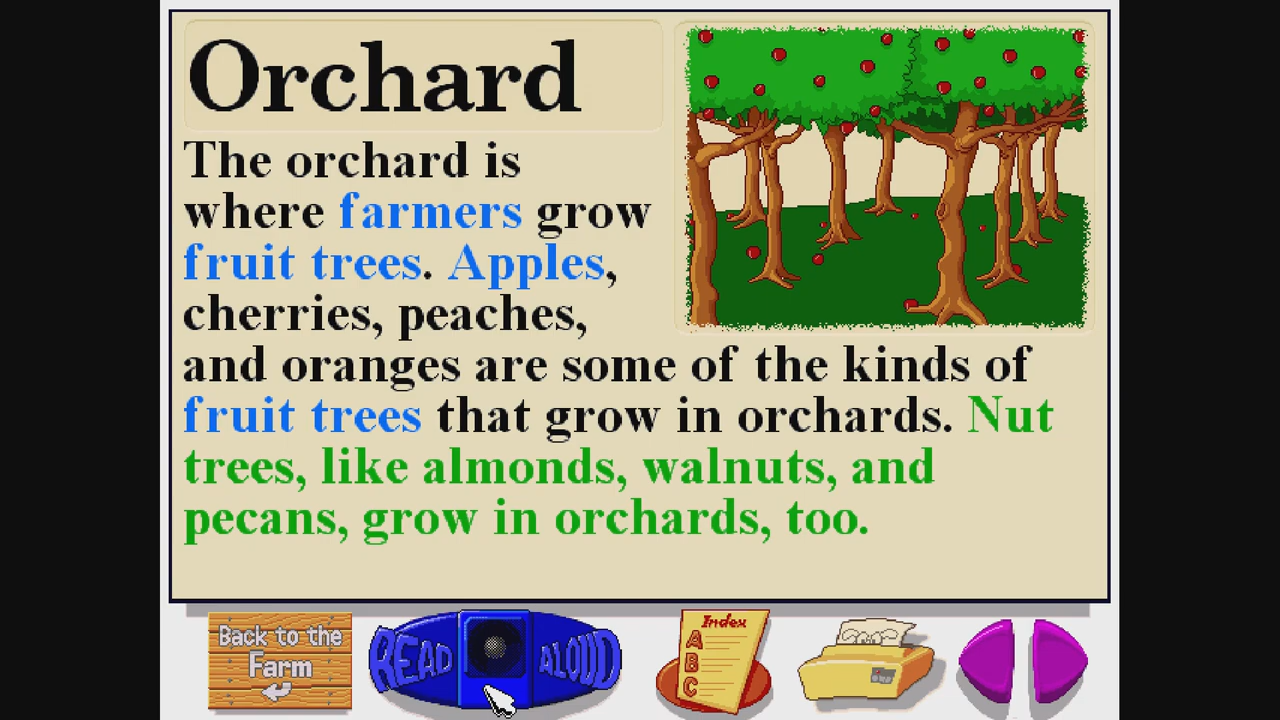 Orchard
The orchard is
where farmers grow
fruit trees. Apples,
cherries, peaches,
and oranges are some of the kinds of
fruit trees that grow in orchards. Nut
trees, like almonds, walnuts, and
pecans, grow in orchards, too.
Back to the
Farm
READ ALOUD
Index
A
B
C